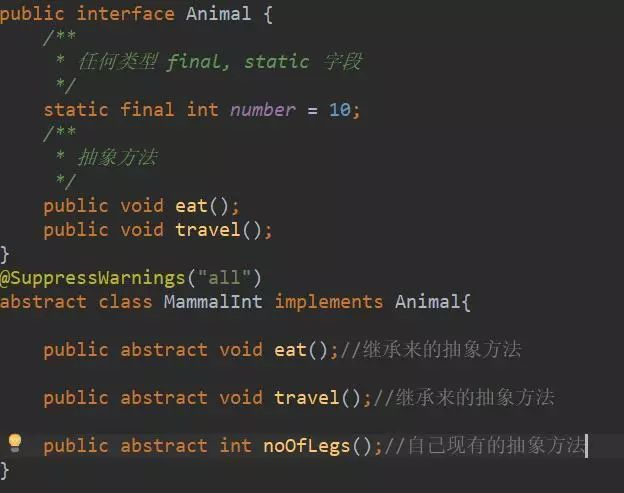 public interface Animal {
/**
* 任何类型 final, static 字段
*/
static final int number = 10;
/**
* 抽象方法
*/
public void eat();
public void travel();
}
@SuppressWarnings("all")
abstract class MammalInt implements Animal{
public abstract void eat();//继承来的抽象方法
public abstract void travel();//继承来的抽象方法
public abstract int noOfLegs();//自己现有的抽象方法
}